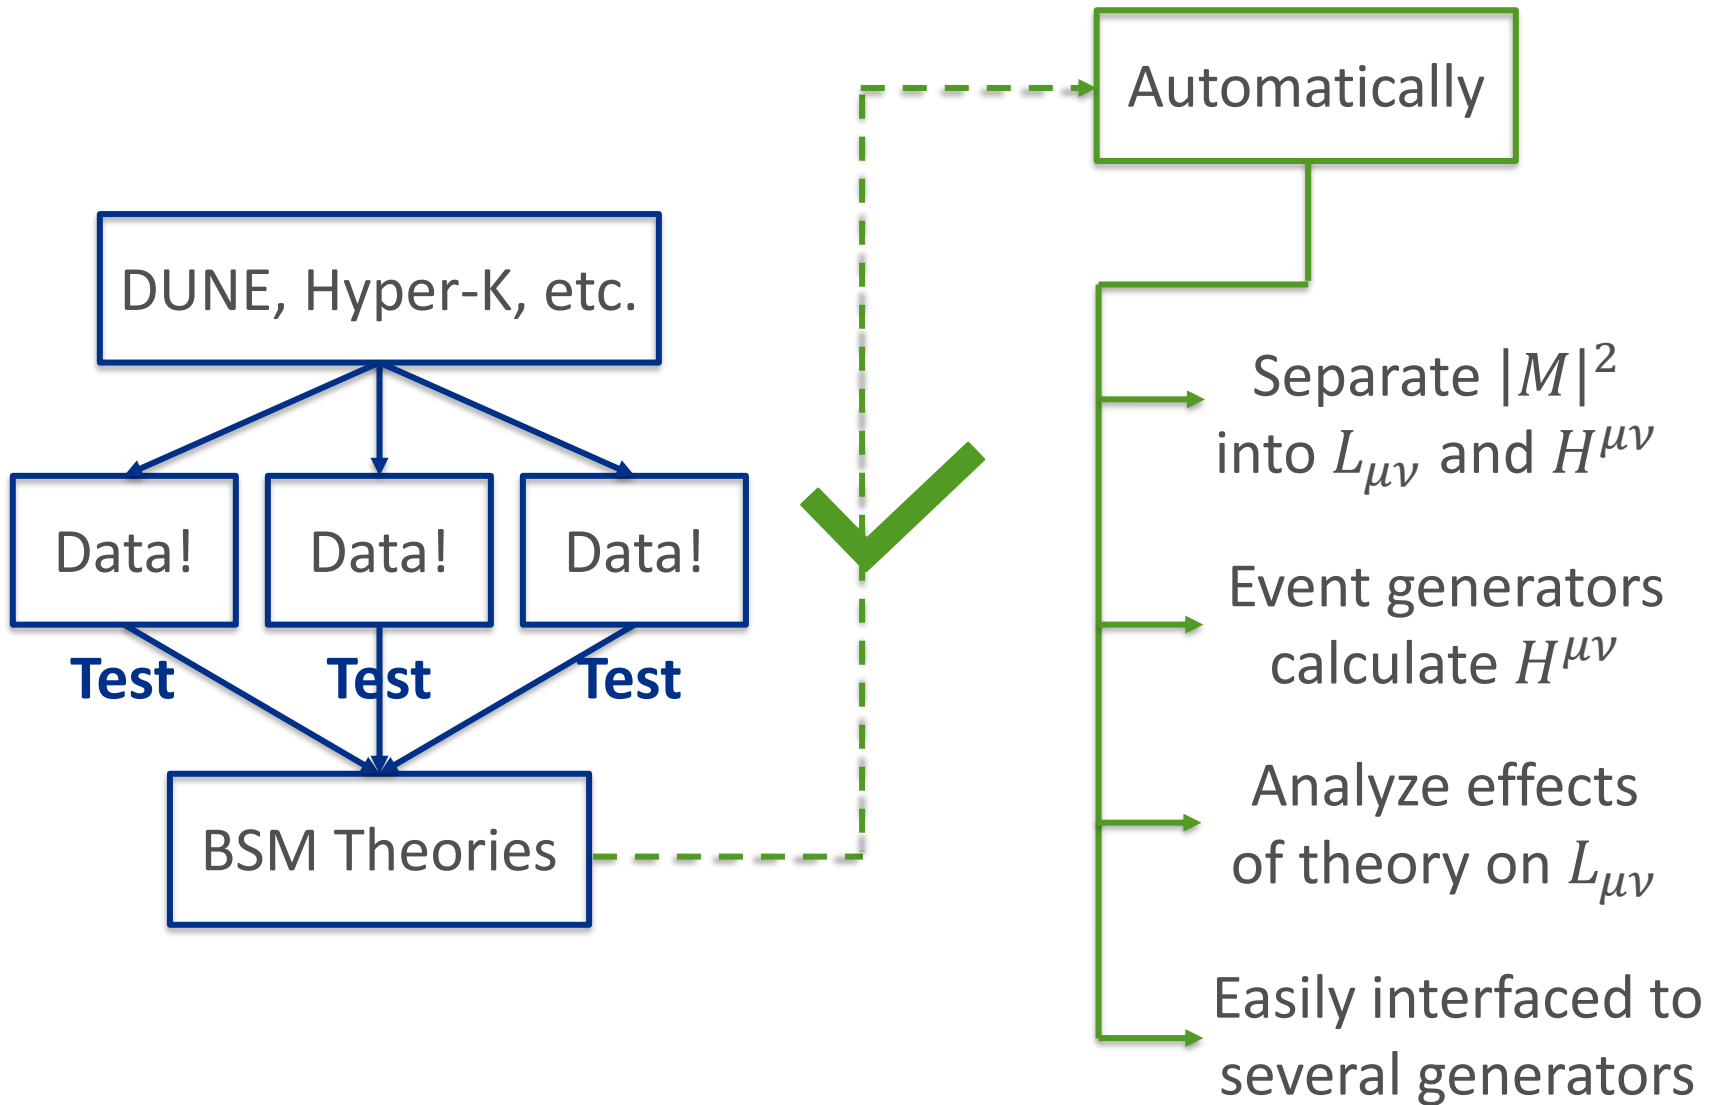 Automatically
DUNE, Hyper-K, etc.
Data! Data! Data!
Test Test Test
BSM Theories
Separate |M|²
into L_{μν} and H^{μν}
Event generators
calculate H^{μν}
Analyze effects
of theory on L_{μν}
Easily interfaced to
several generators